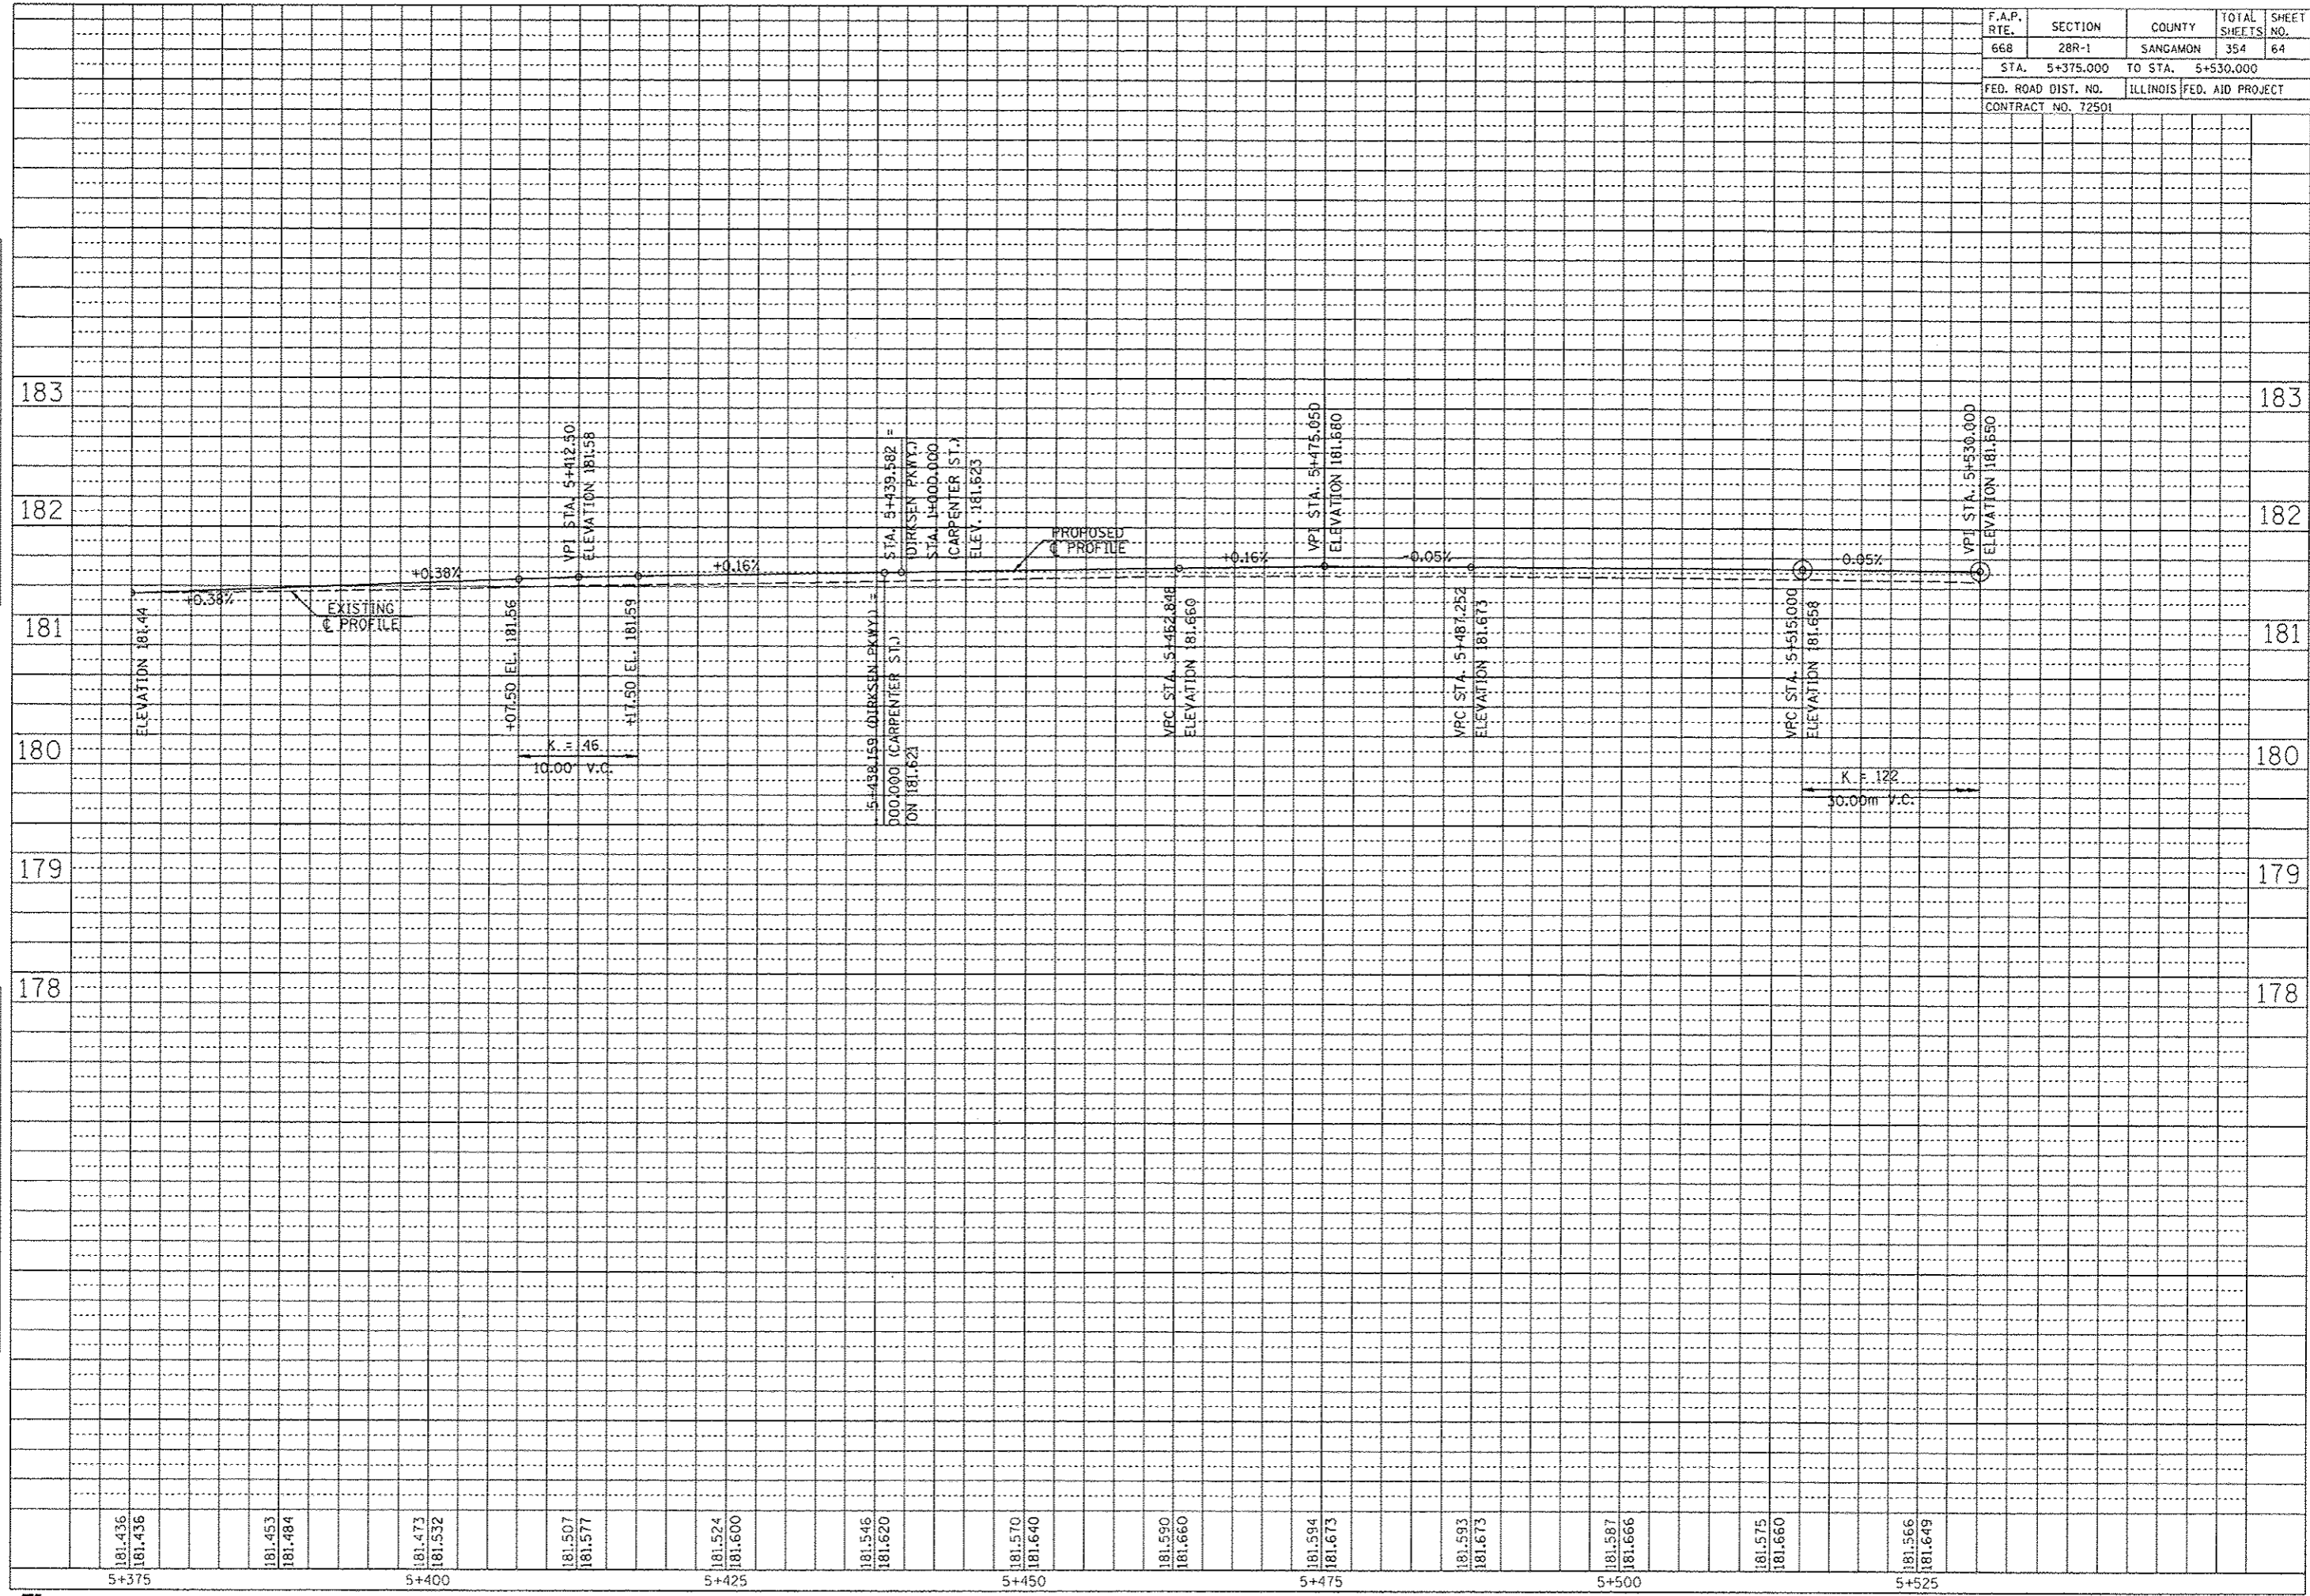 F.A.P. RTE. SECTION COUNTY TOTAL SHEETS SHEET NO.
668 28R-1 SANGAMON 354 64
STA. 5+375.000 TO STA. 5+530.000
FED. ROAD DIST. NO. ILLINOIS FED. AID PROJECT
CONTRACT NO. 72501
183 183
182 182
181 181
180 180
179 179
178 178
ELEVATION 181.44
+0.38%
EXISTING
℄ PROFILE
+0.38%
+07.50 EL. 181.56
VPI STA. 5+412.50
ELEVATION 181.58
+17.50 EL. 181.59
K = 46
10.00' V.C.
+0.16%
STA. 5+439.582 =
(DIRKSEN PKWY.)
STA. 1+000.000
(CARPENTER ST.)
ELEV. 181.623
. 5+438.159 (DIRKSEN PKWY.) =
000.000 (CARPENTER ST.)
ION 181.621
PROPOSED
℄ PROFILE
VPC STA. 5+462.848
ELEVATION 181.660
+0.16%
VPI STA. 5+475.050
ELEVATION 181.680
-0.05%
VPC STA. 5+487.252
ELEVATION 181.673
VPC STA. 5+515.000
ELEVATION 181.658
-0.05%
VPI STA. 5+530.000
ELEVATION 181.650
K = 122
30.00m V.C.
181.436
181.436
181.453
181.484
181.473
181.532
181.507
181.577
181.524
181.600
181.546
181.620
181.570
181.640
181.590
181.660
181.594
181.673
181.593
181.673
181.587
181.666
181.575
181.660
181.566
181.649
5+375 5+400 5+425 5+450 5+475 5+500 5+525